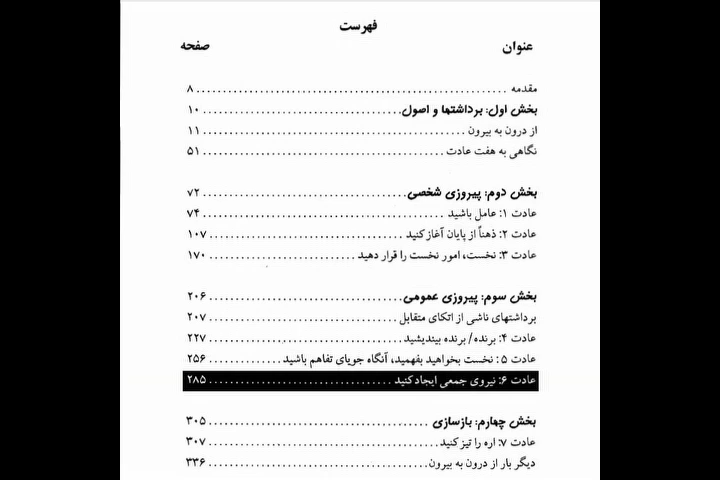 فهرست
عنوان صفحه
مقدمه ........................................ ۸
بخش اول: برداشتها و اصول ........................................ ۱۰
از درون به بیرون ........................................ ۱۱
نگاهی به هفت عادت ........................................ ۵۱
بخش دوم: پیروزی شخصی ........................................ ۷۲
عادت ۱: عامل باشید ........................................ ۷۴
عادت ۲: ذهناً از پایان آغاز کنید ........................................ ۱۰۷
عادت ۳: نخست، امور نخست را قرار دهید ........................................ ۱۷۰
بخش سوم: پیروزی عمومی ........................................ ۲۰۶
برداشتهای ناشی از اتکای متقابل ........................................ ۲۰۷
عادت ۴: برنده/ برنده بیندیشید ........................................ ۲۲۷
عادت ۵: نخست بخواهید بفهمید، آنگاه جویای تفاهم باشید ............ ۲۵۶
عادت ۶: نیروی جمعی ایجاد کنید ........................................ ۲۸۵
بخش چهارم: بازسازی ........................................ ۳۰۵
عادت ۷: اره را تیز کنید ........................................ ۳۰۷
دیگر بار از درون به بیرون ........................................ ۳۳۶